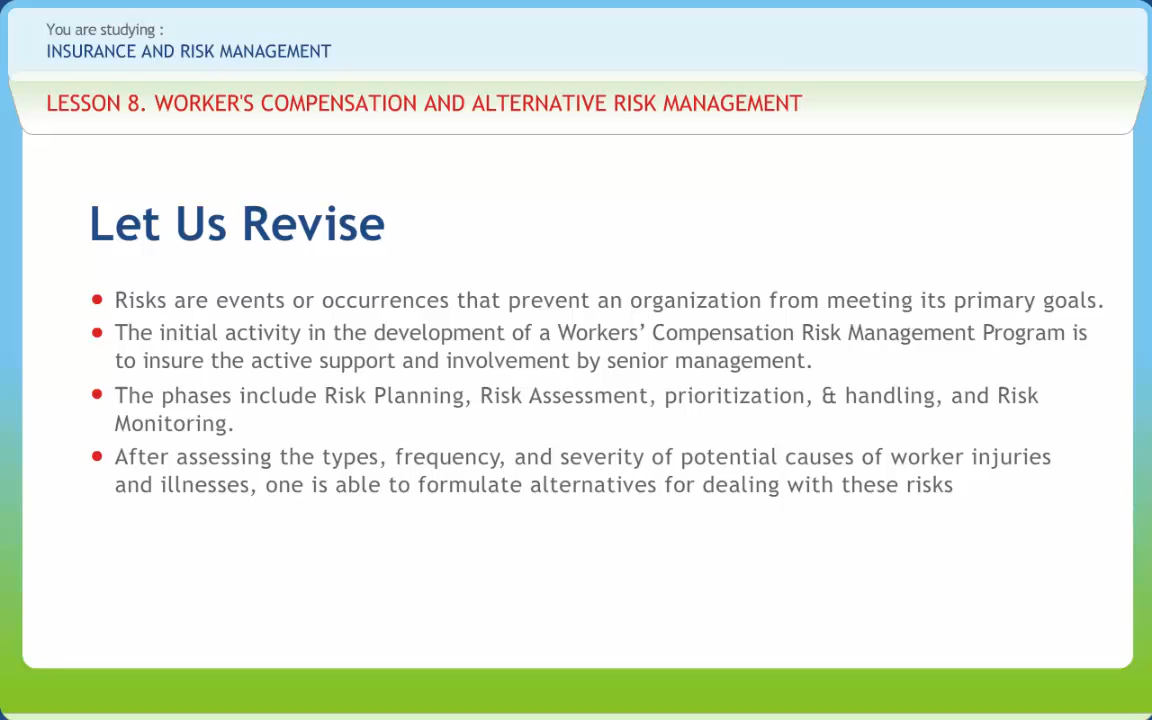 You are studying :
INSURANCE AND RISK MANAGEMENT
LESSON 8. WORKER'S COMPENSATION AND ALTERNATIVE RISK MANAGEMENT
Let Us Revise
• Risks are events or occurrences that prevent an organization from meeting its primary goals.
• The initial activity in the development of a Workers’ Compensation Risk Management Program is
to insure the active support and involvement by senior management.
• The phases include Risk Planning, Risk Assessment, prioritization, & handling, and Risk
Monitoring.
• After assessing the types, frequency, and severity of potential causes of worker injuries
and illnesses, one is able to formulate alternatives for dealing with these risks